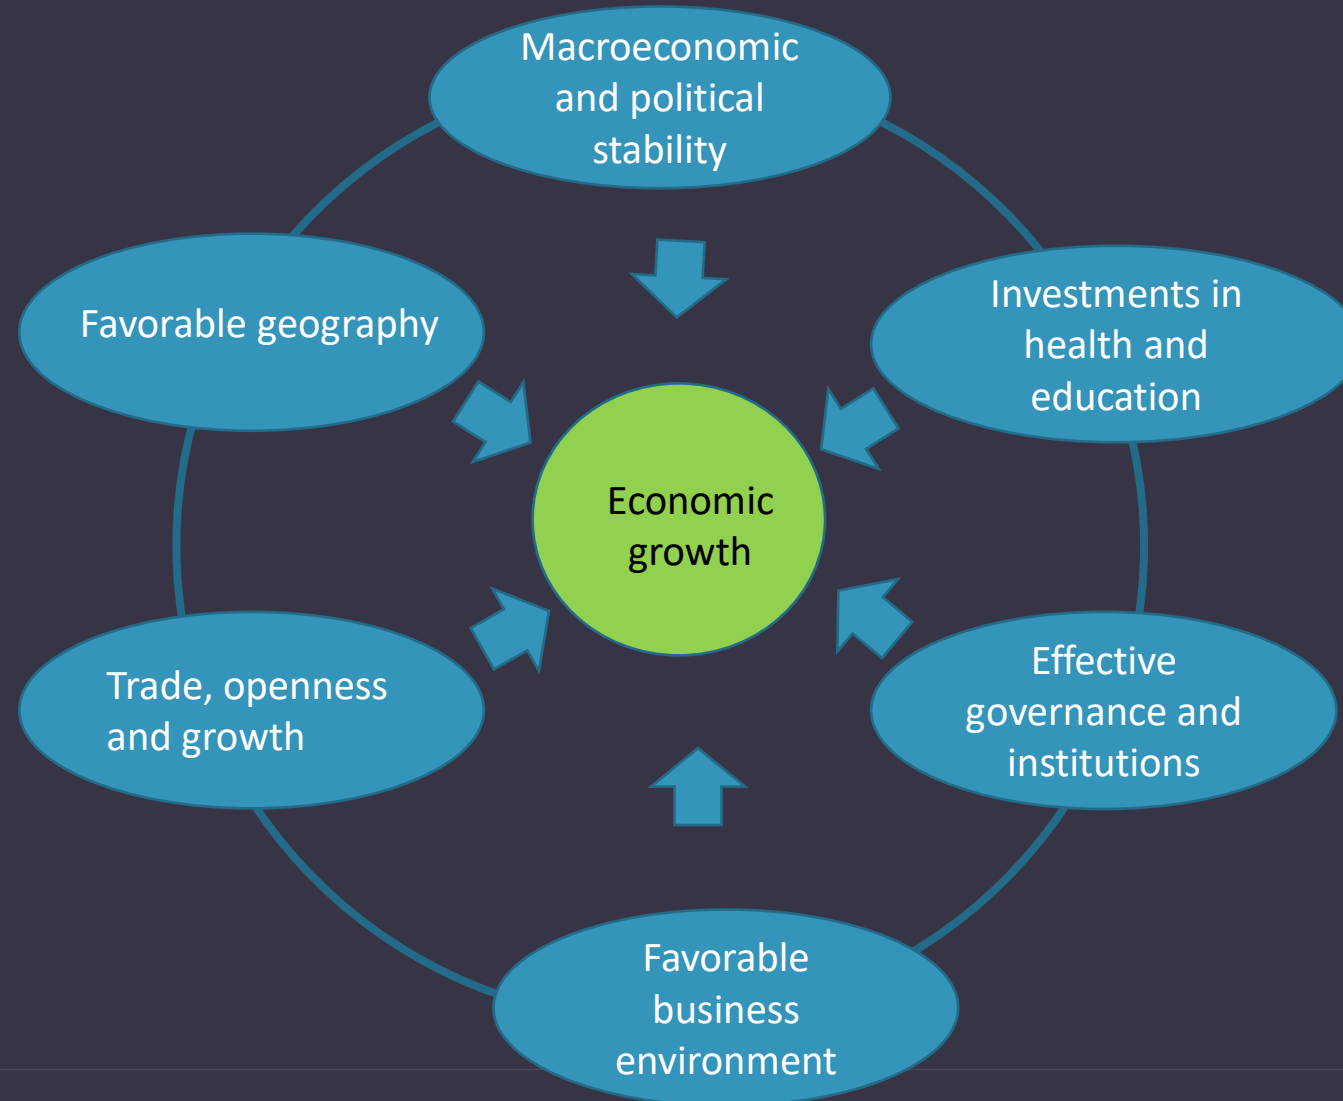 Macroeconomic
and political
stability
Favorable geography
Investments in
health and
education
Economic
growth
Trade, openness
and growth
Effective
governance and
institutions
Favorable
business
environment